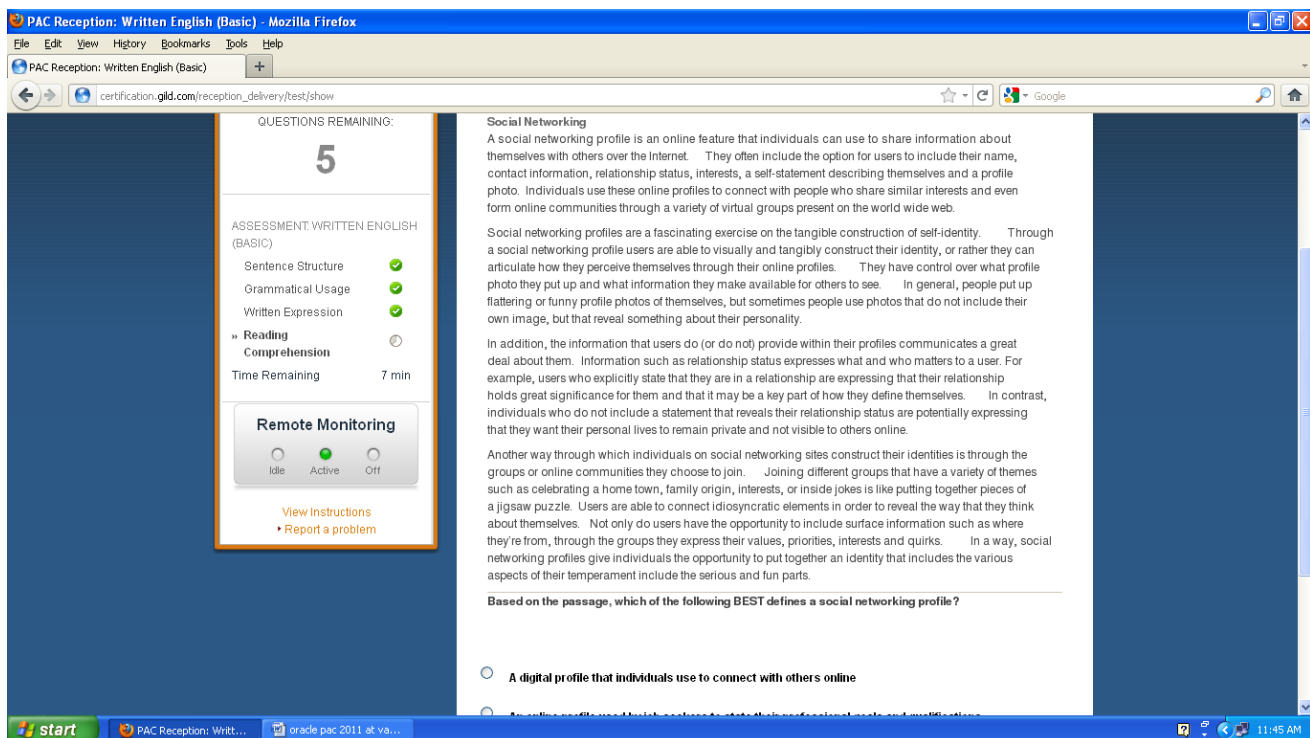 PAC Reception: Written English (Basic) - Mozilla Firefox
File Edit View History Bookmarks Tools Help
PAC Reception: Written English (Basic) +
certification.gild.com/reception_delivery/test/show Google
QUESTIONS REMAINING:
5
ASSESSMENT: WRITTEN ENGLISH
(BASIC)
Sentence Structure
Grammatical Usage
Written Expression
» Reading
Comprehension
Time Remaining 7 min
Remote Monitoring
Idle Active Off
View Instructions
Report a problem
Social Networking
A social networking profile is an online feature that individuals can use to share information about
themselves with others over the Internet. They often include the option for users to include their name,
contact information, relationship status, interests, a self-statement describing themselves and a profile
photo. Individuals use these online profiles to connect with people who share similar interests and even
form online communities through a variety of virtual groups present on the world wide web.
Social networking profiles are a fascinating exercise on the tangible construction of self-identity. Through
a social networking profile users are able to visually and tangibly construct their identity, or rather they can
articulate how they perceive themselves through their online profiles. They have control over what profile
photo they put up and what information they make available for others to see. In general, people put up
flattering or funny profile photos of themselves, but sometimes people use photos that do not include their
own image, but that reveal something about their personality.
In addition, the information that users do (or do not) provide within their profiles communicates a great
deal about them. Information such as relationship status expresses what and who matters to a user. For
example, users who explicitly state that they are in a relationship are expressing that their relationship
holds great significance for them and that it may be a key part of how they define themselves. In contrast,
individuals who do not include a statement that reveals their relationship status are potentially expressing
that they want their personal lives to remain private and not visible to others online.
Another way through which individuals on social networking sites construct their identities is through the
groups or online communities they choose to join. Joining different groups that have a variety of themes
such as celebrating a home town, family origin, interests, or inside jokes is like putting together pieces of
a jigsaw puzzle. Users are able to connect idiosyncratic elements in order to reveal the way that they think
about themselves. Not only do users have the opportunity to include surface information such as where
they're from, through the groups they express their values, priorities, interests and quirks. In a way, social
networking profiles give individuals the opportunity to put together an identity that includes the various
aspects of their temperament include the serious and fun parts.
Based on the passage, which of the following BEST defines a social networking profile?
A digital profile that individuals use to connect with others online
start PAC Reception: Writt... oracle pac 2011 at va... 11:45 AM